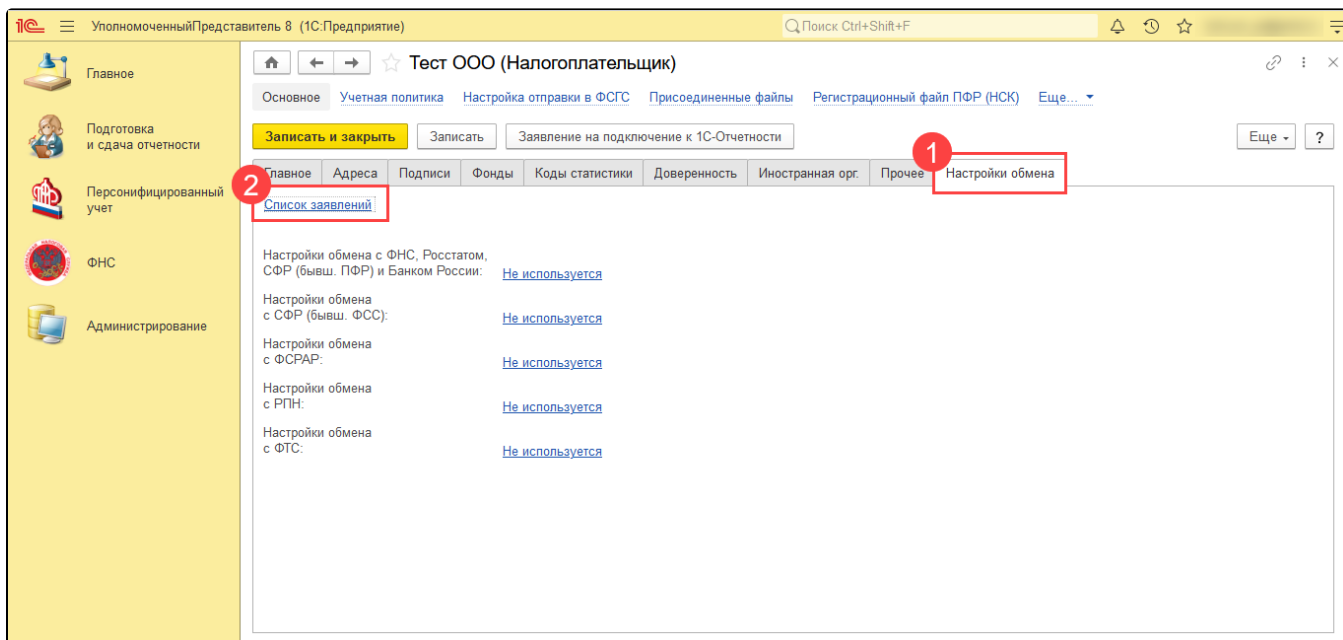 1С УполномоченныйПредставитель 8 (1С:Предприятие) Поиск Ctrl+Shift+F
Главное
Подготовка
и сдача отчетности
Персонифицированный
учет
ФНС
Администрирование
Тест ООО (Налогоплательщик)
Основное Учетная политика Настройка отправки в ФСГС Присоединенные файлы Регистрационный файл ПФР (НСК) Еще...
Записать и закрыть Записать Заявление на подключение к 1С-Отчетности Еще ?
1
Главное Адреса Подписи Фонды Коды статистики Доверенность Иностранная орг. Прочее Настройки обмена
2
Список заявлений
Настройки обмена с ФНС, Росстатом,
СФР (бывш. ПФР) и Банком России: Не используется
Настройки обмена
с СФР (бывш. ФСС): Не используется
Настройки обмена
с ФСРАР: Не используется
Настройки обмена
с РПН: Не используется
Настройки обмена
с ФТС: Не используется